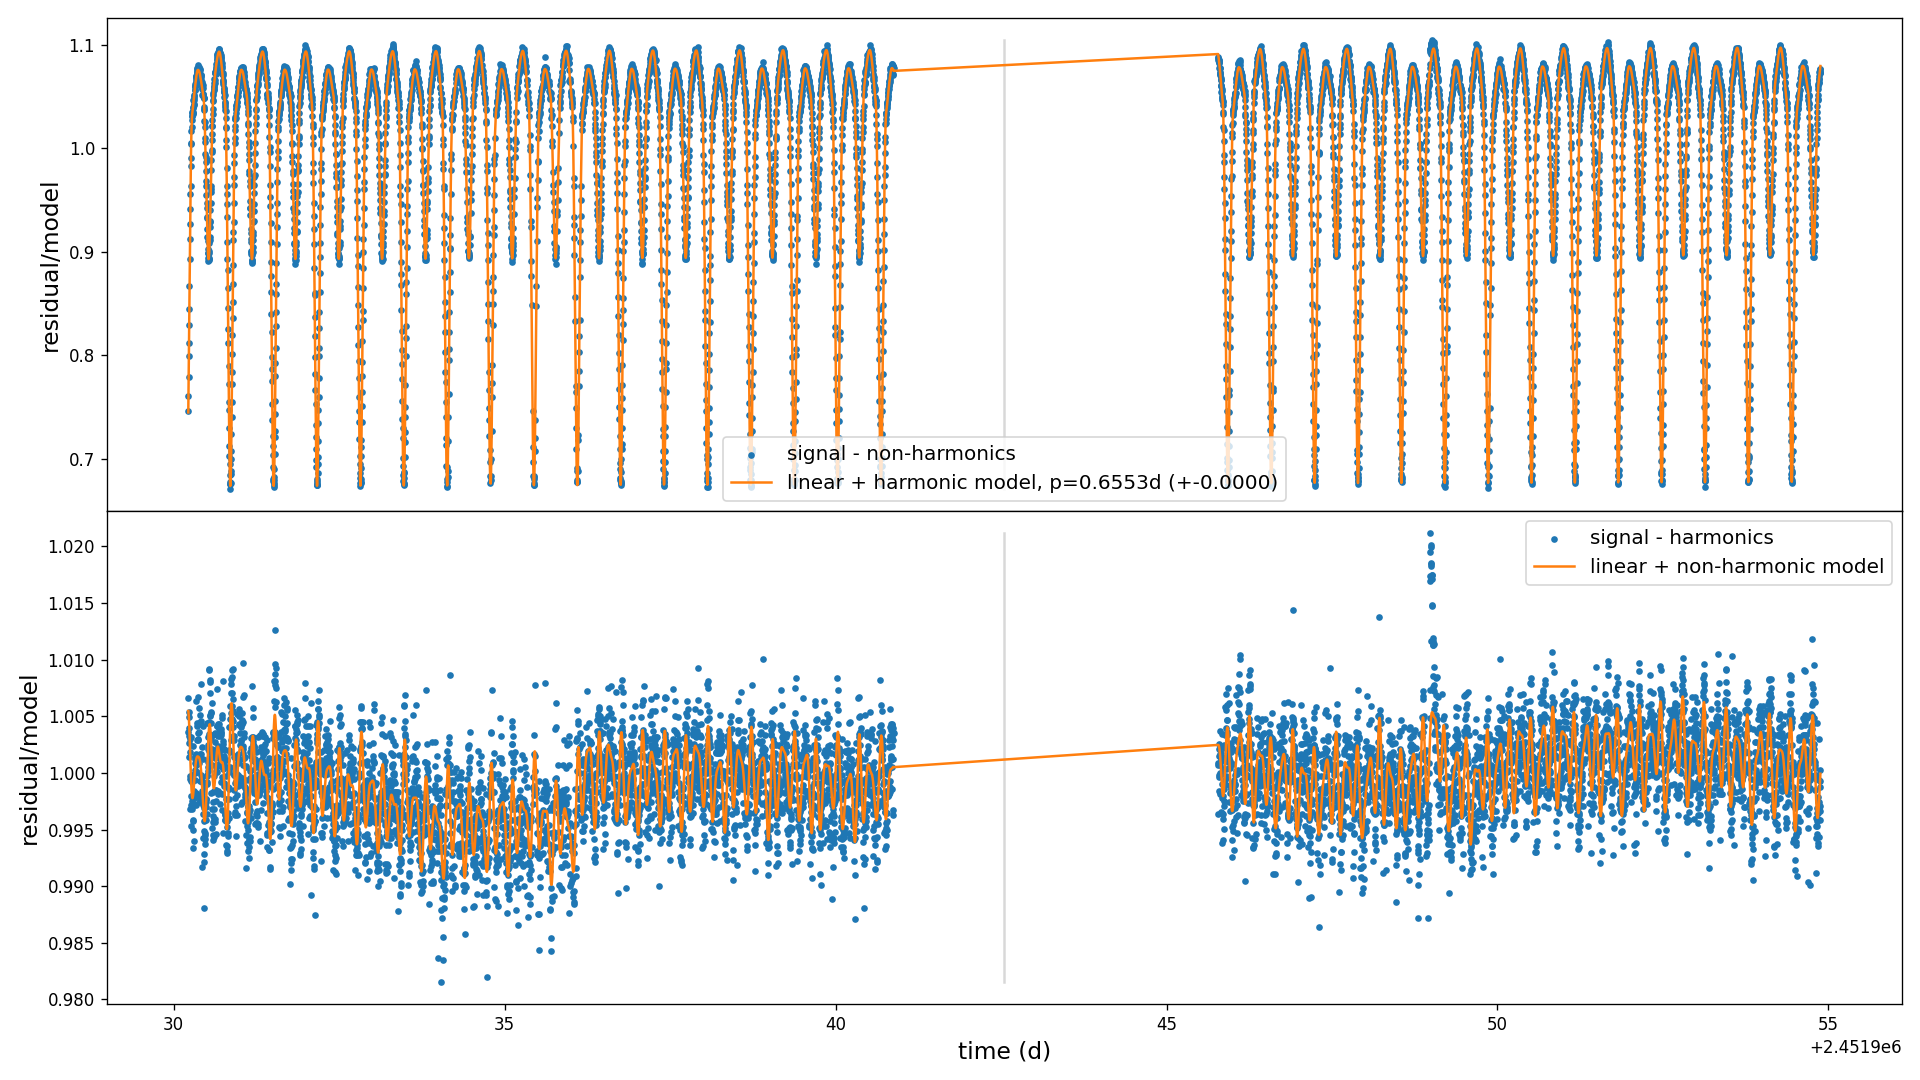 1.1
1.0
0.9
0.8
0.7
residual/model
signal - non-harmonics
linear + harmonic model, p=0.6553d (+-0.0000)
1.020
1.015
1.010
1.005
1.000
0.995
0.990
0.985
0.980
residual/model
signal - harmonics
linear + non-harmonic model
30
35
40
45
50
55
time (d)
+2.4519e6